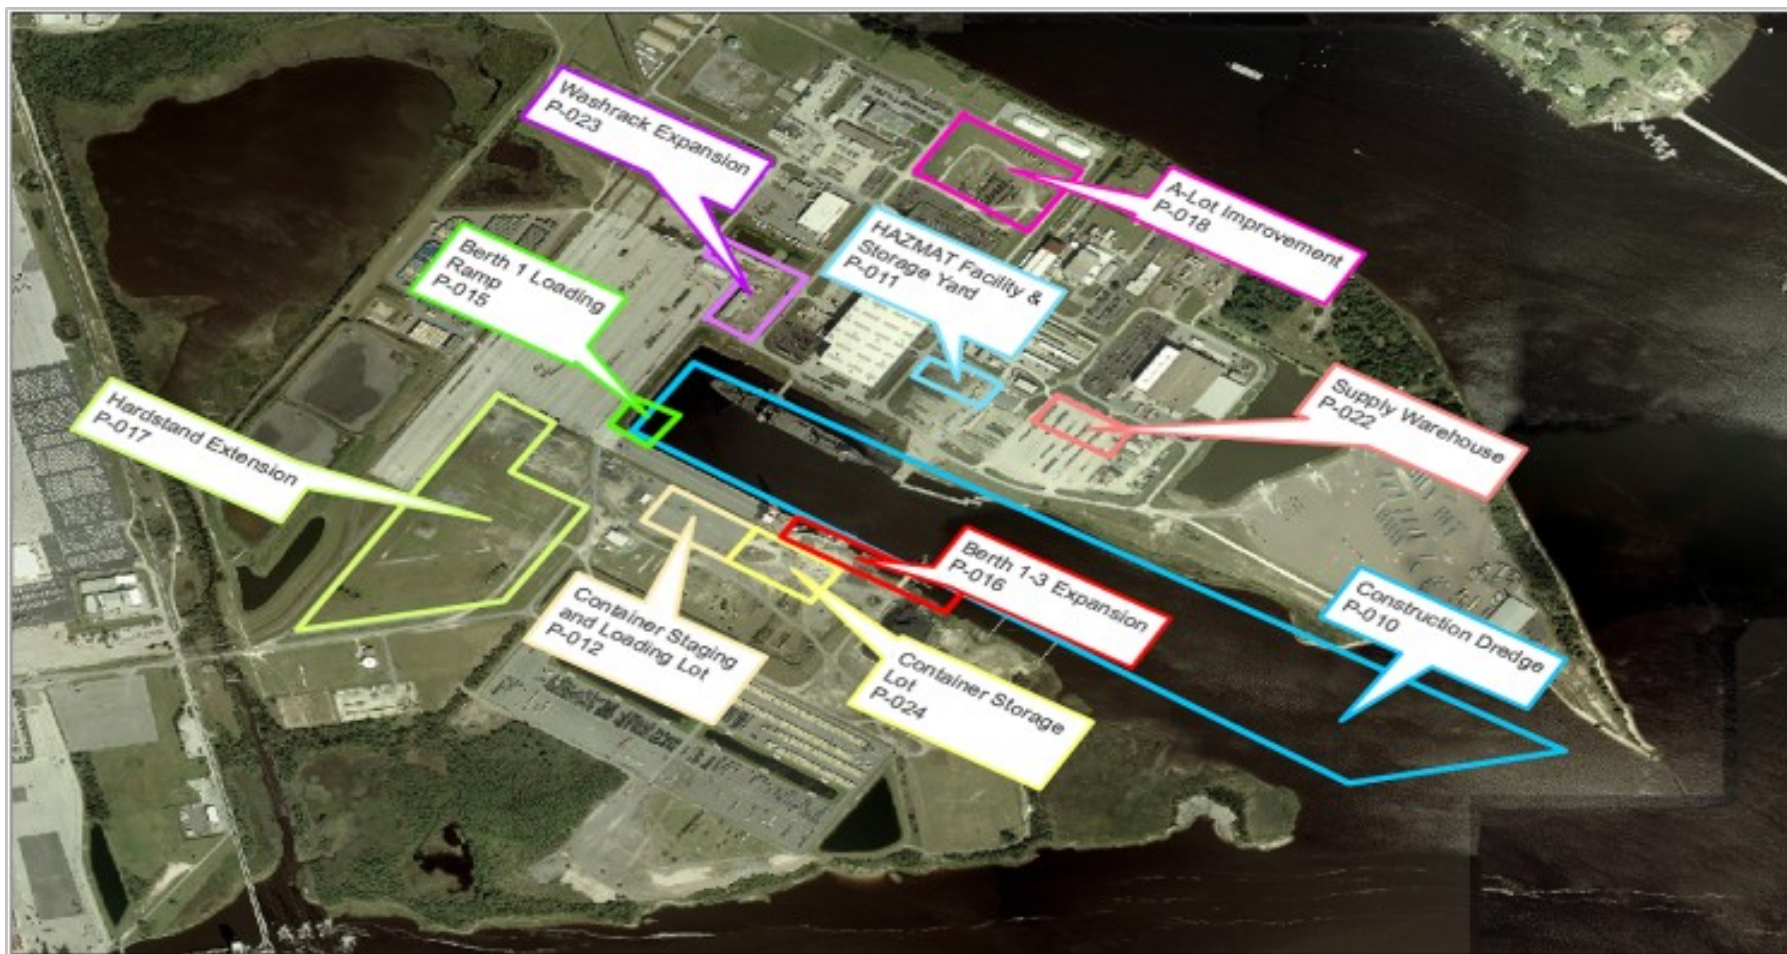 Washrack Expansion
P-023
A-Lot Improvement
P-018
HAZMAT Facility &
Storage Yard
P-011
Berth 1 Loading
Ramp
P-015
Hardstand Extension
P-017
Supply Warehouse
P-022
Berth 1-3 Expansion
P-016
Construction Dredge
P-010
Container Staging
and Loading Lot
P-012
Container Storage
Lot
P-024